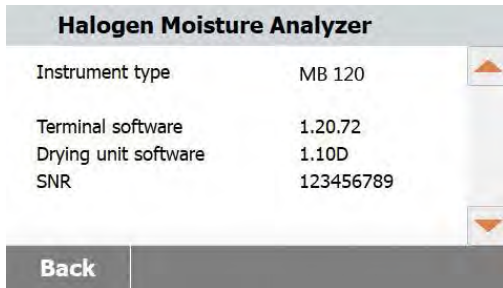 Halogen Moisture Analyzer
Instrument type MB 120
Terminal software 1.20.72
Drying unit software 1.10D
SNR 123456789
Back